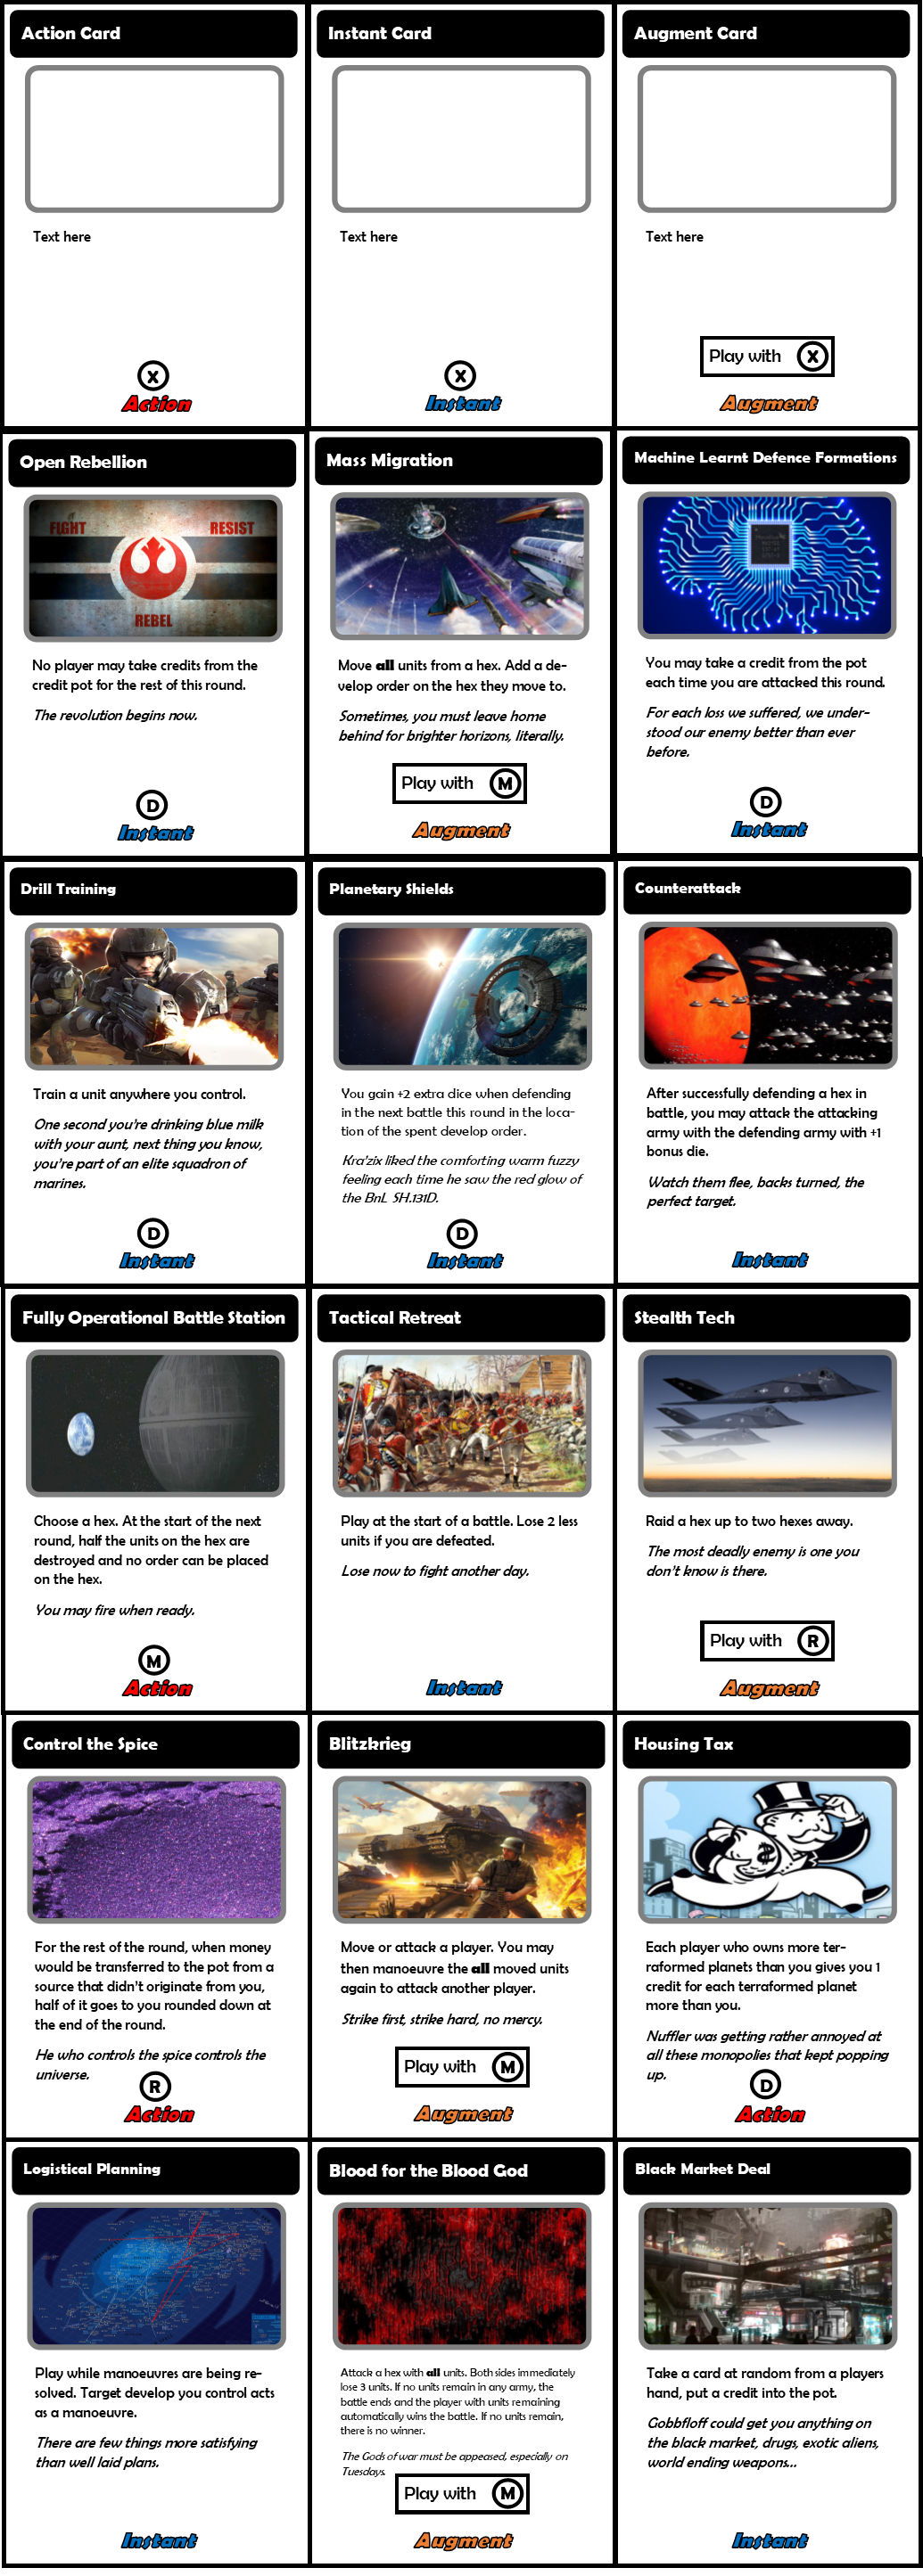 Action Card
Text here
X
Action
Instant Card
Text here
X
Instant
Augment Card
Text here
Play with X
Augment
Open Rebellion
FIGHT RESIST
REBEL
No player may take credits from the
credit pot for the rest of this round.
The revolution begins now.
D
Instant
Mass Migration
Move all units from a hex. Add a de-
velop order on the hex they move to.
Sometimes, you must leave home
behind for brighter horizons, literally.
Play with M
Augment
Machine Learnt Defence Formations
You may take a credit from the pot
each time you are attacked this round.
For each loss we suffered, we under-
stood our enemy better than ever
before.
D
Instant
Drill Training
Train a unit anywhere you control.
One second you're drinking blue milk
with your aunt, next thing you know,
you're part of an elite squadron of
marines.
D
Instant
Planetary Shields
You gain +2 extra dice when defending
in the next battle this round in the loca-
tion of the spent develop order.
Kra'zix liked the comforting warm fuzzy
feeling each time he saw the red glow of
the BnL SH.131D.
D
Instant
Counterattack
After successfully defending a hex in
battle, you may attack the attacking
army with the defending army with +1
bonus die.
Watch them flee, backs turned, the
perfect target.
Instant
Fully Operational Battle Station
Choose a hex. At the start of the next
round, half the units on the hex are
destroyed and no order can be placed
on the hex.
You may fire when ready.
M
Action
Tactical Retreat
Play at the start of a battle. Lose 2 less
units if you are defeated.
Lose now to fight another day.
Instant
Stealth Tech
Raid a hex up to two hexes away.
The most deadly enemy is one you
don't know is there.
Play with R
Augment
Control the Spice
For the rest of the round, when money
would be transferred to the pot from a
source that didn't originate from you,
half of it goes to you rounded down at
the end of the round.
He who controls the spice controls the
universe.
R
Action
Blitzkrieg
Move or attack a player. You may
then manoeuvre the all moved units
again to attack another player.
Strike first, strike hard, no mercy.
Play with M
Augment
Housing Tax
$
Each player who owns more ter-
raformed planets than you gives you 1
credit for each terraformed planet
more than you.
Nuffler was getting rather annoyed at
all these monopolies that kept popping
up.
D
Action
Logistical Planning
Play while manoeuvres are being re-
solved. Target develop you control acts
as a manoeuvre.
There are few things more satisfying
than well laid plans.
Instant
Blood for the Blood God
Attack a hex with all units. Both sides immediately
lose 3 units. If no units remain in any army, the
battle ends and the player with units remaining
automatically wins the battle. If no units remain,
there is no winner.
The Gods of war must be appeased, especially on
Tuesdays.
Play with M
Augment
Black Market Deal
Take a card at random from a players
hand, put a credit into the pot.
Gobbfloff could get you anything on
the black market, drugs, exotic aliens,
world ending weapons...
Instant